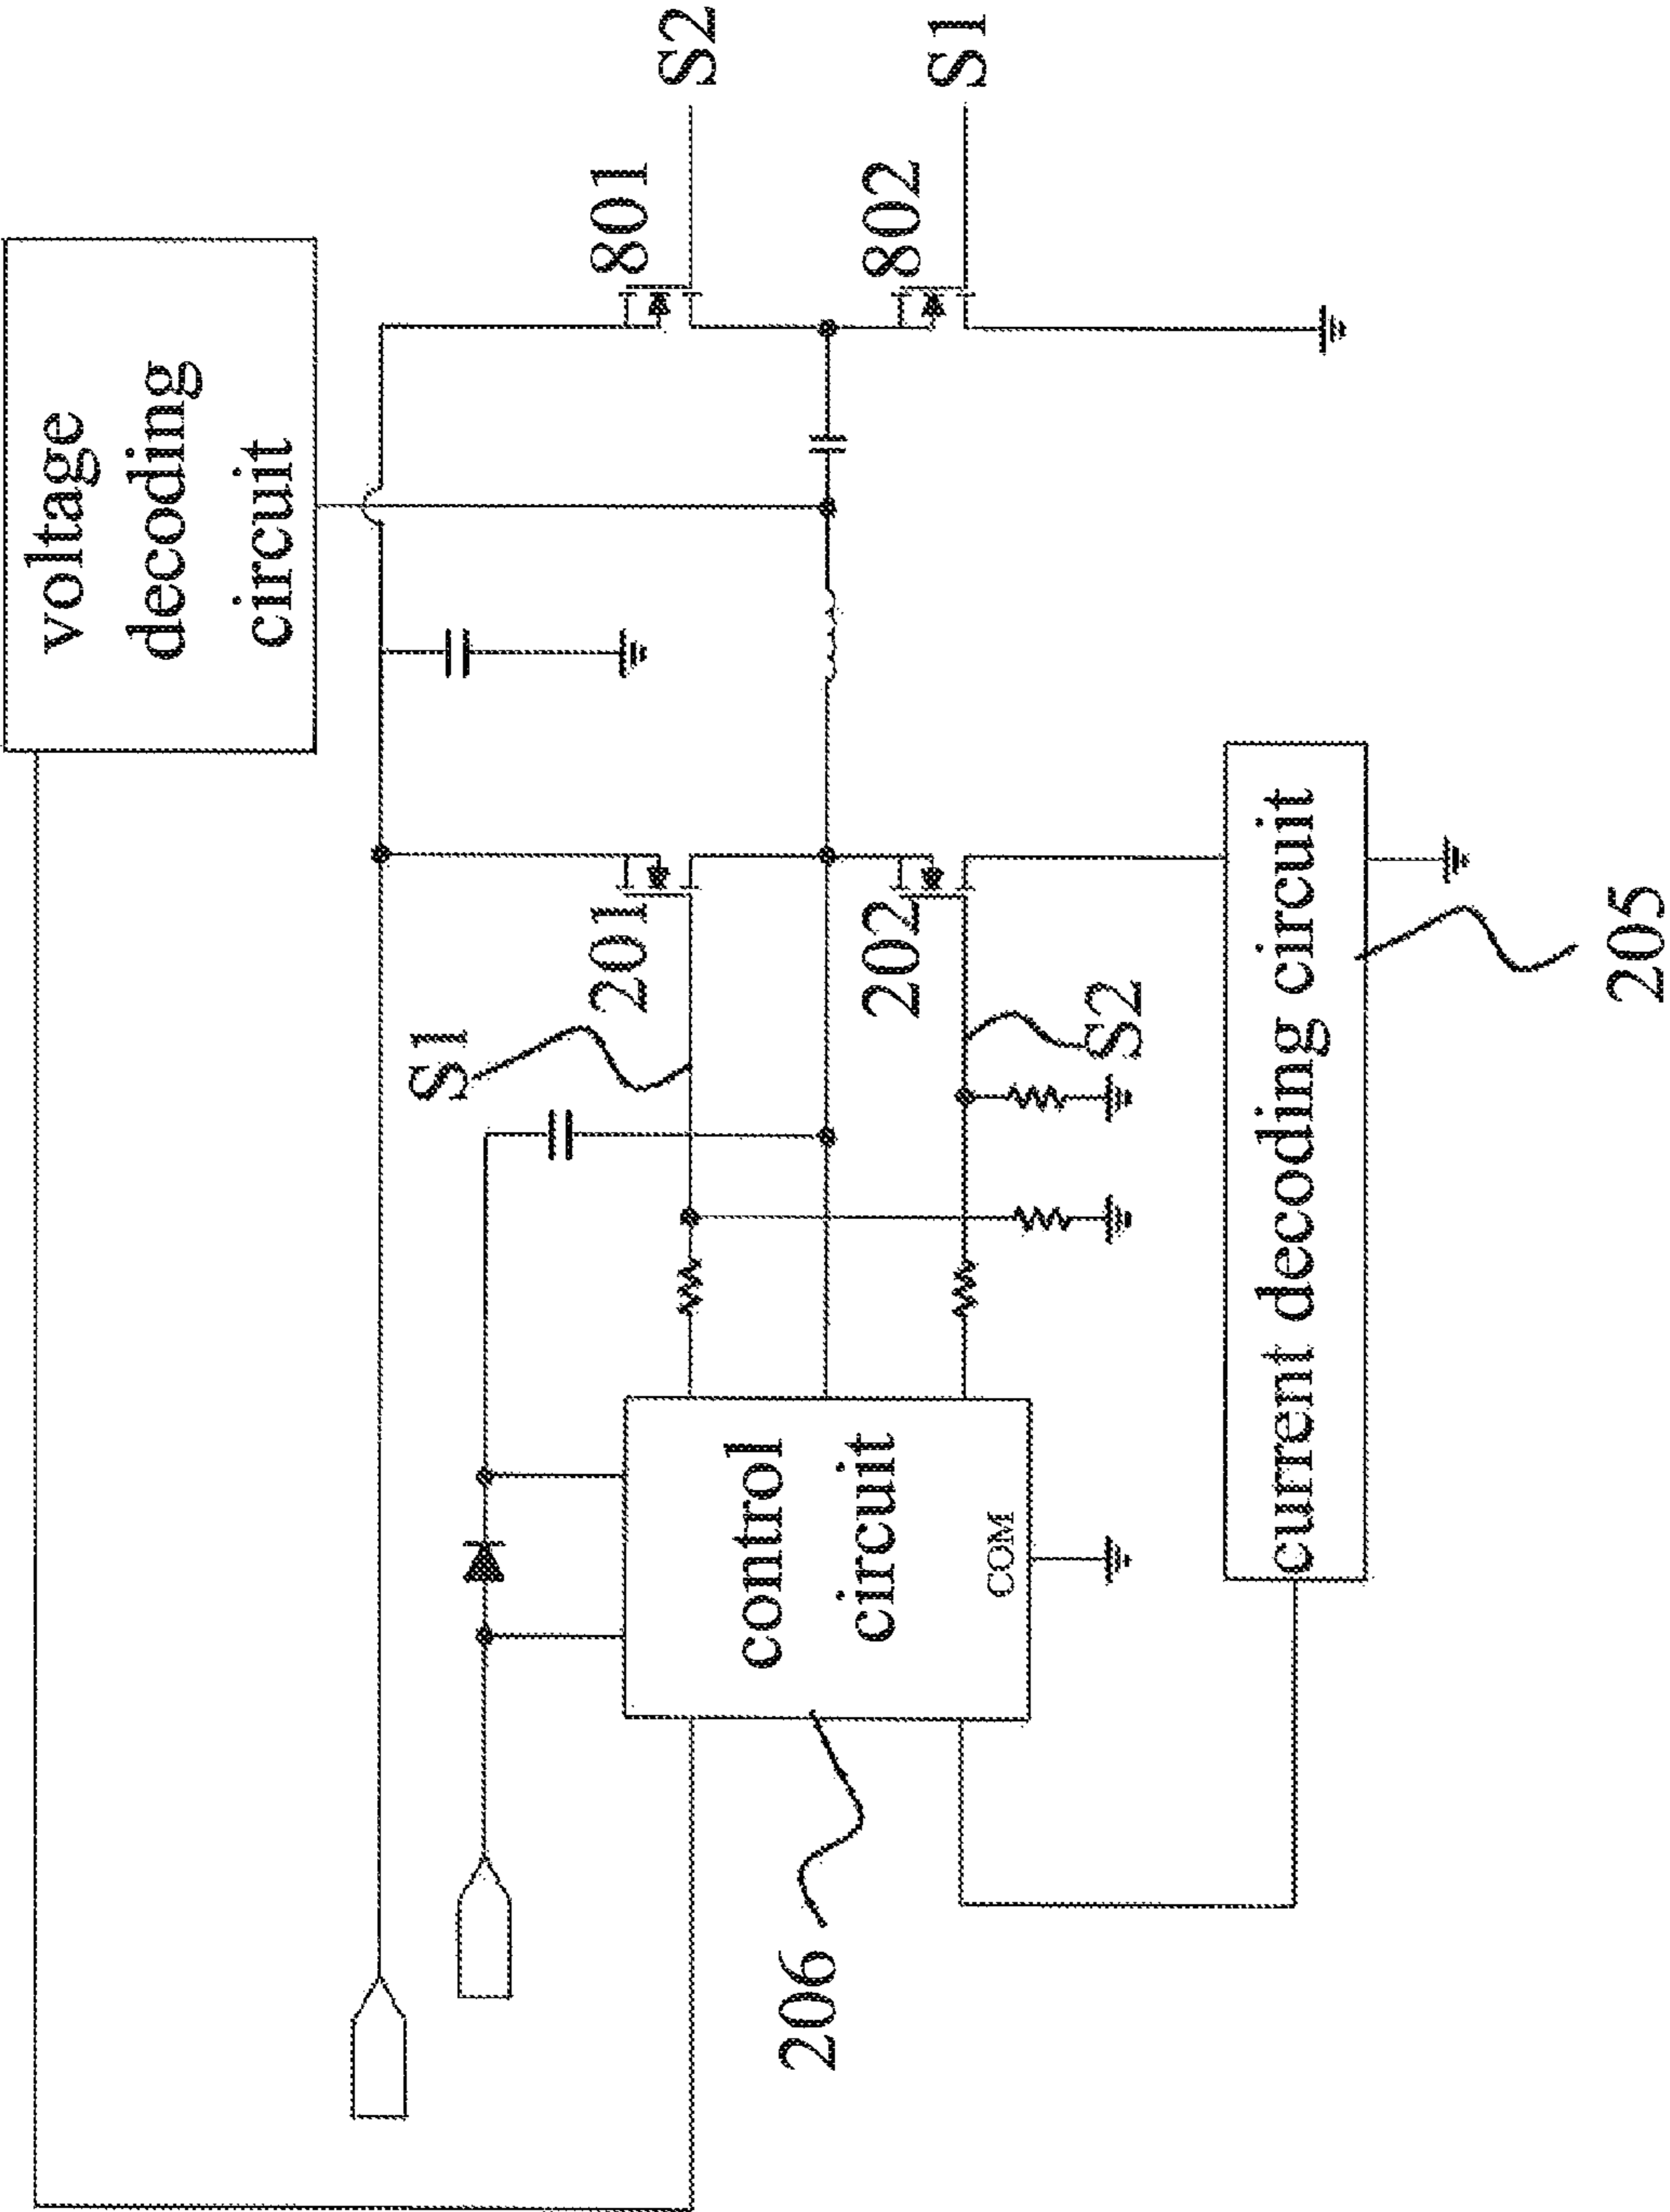 voltage
decoding
circuit
S2
801
S1
802
201
S1
202
S2
control
circuit
COM
206
current decoding circuit
205